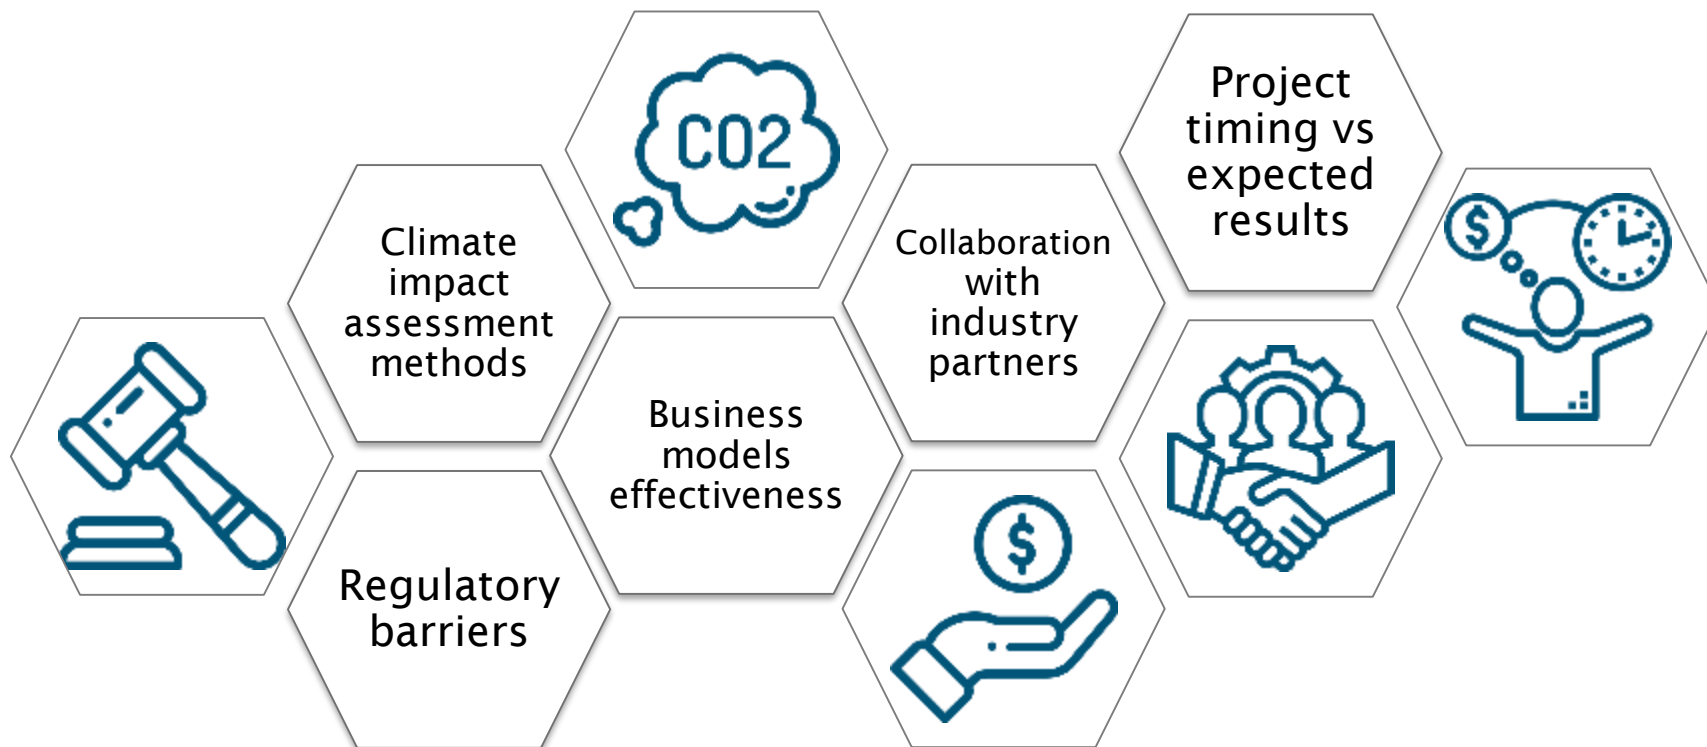 CO2
Project
timing vs
expected
results
$
Climate
impact
assessment
methods
Collaboration
with
industry
partners
Business
models
effectiveness
$
Regulatory
barriers